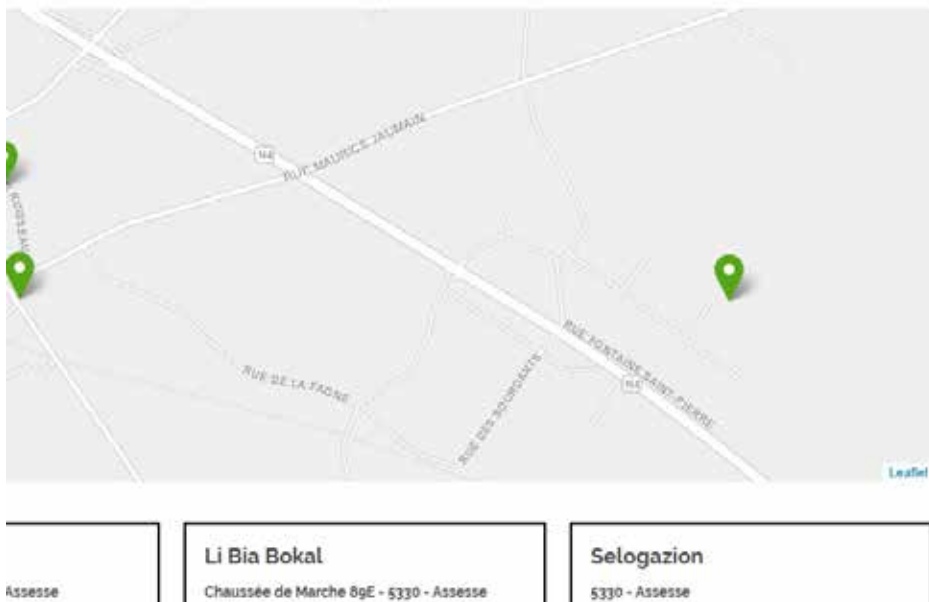 N4
RUE MAURICE JAUMAIN
RUE FONTAINE SAINT-PIERRE
N4
RUE DE LA FAGNE
RUE DES SOURDANTS
Leaflet
Li Bia Bokal
Selogazion
Assesse
Chaussée de Marche 89E - 5330 - Assesse
5330 - Assesse